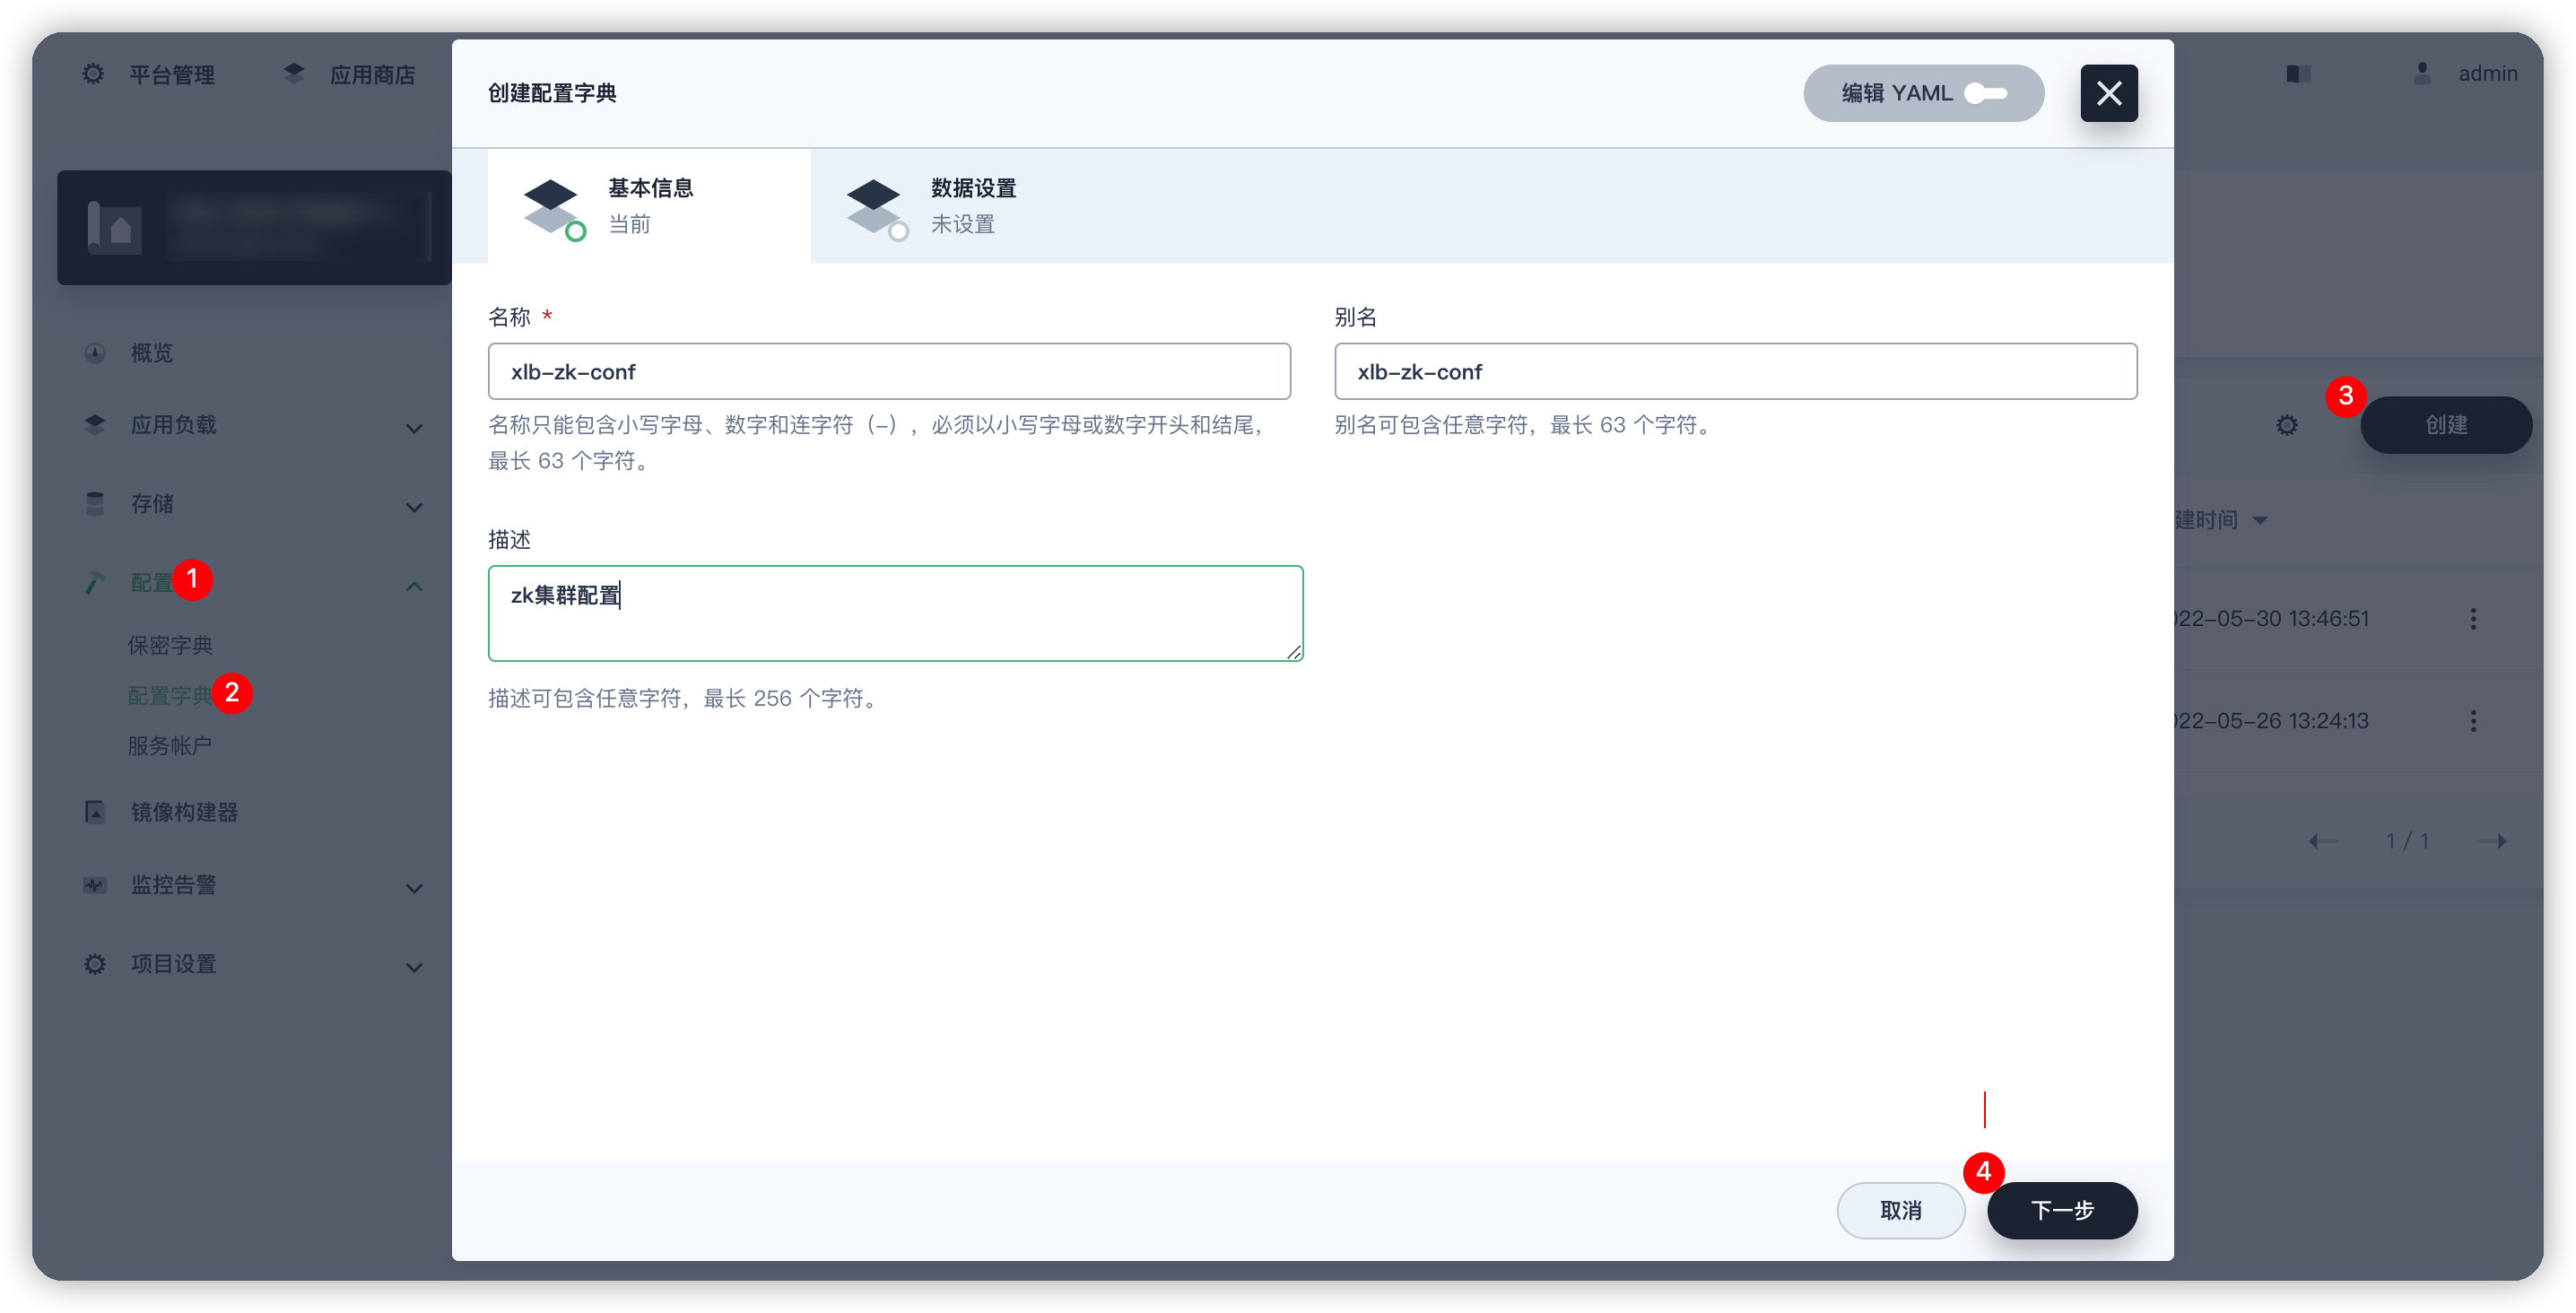 平台管理
应用商店
admin
创建配置字典
编辑 YAML
基本信息
当前
数据设置
未设置
概览
应用负载
存储
配置
1
保密字典
配置字典
2
服务帐户
镜像构建器
监控告警
项目设置
名称 *
xlb-zk-conf
名称只能包含小写字母、数字和连字符（-），必须以小写字母或数字开头和结尾，
最长 63 个字符。
别名
xlb-zk-conf
别名可包含任意字符，最长 63 个字符。
描述
zk集群配置
描述可包含任意字符，最长 256 个字符。
3
创建
建时间
22-05-30 13:46:51
22-05-26 13:24:13
1 / 1
4
取消
下一步